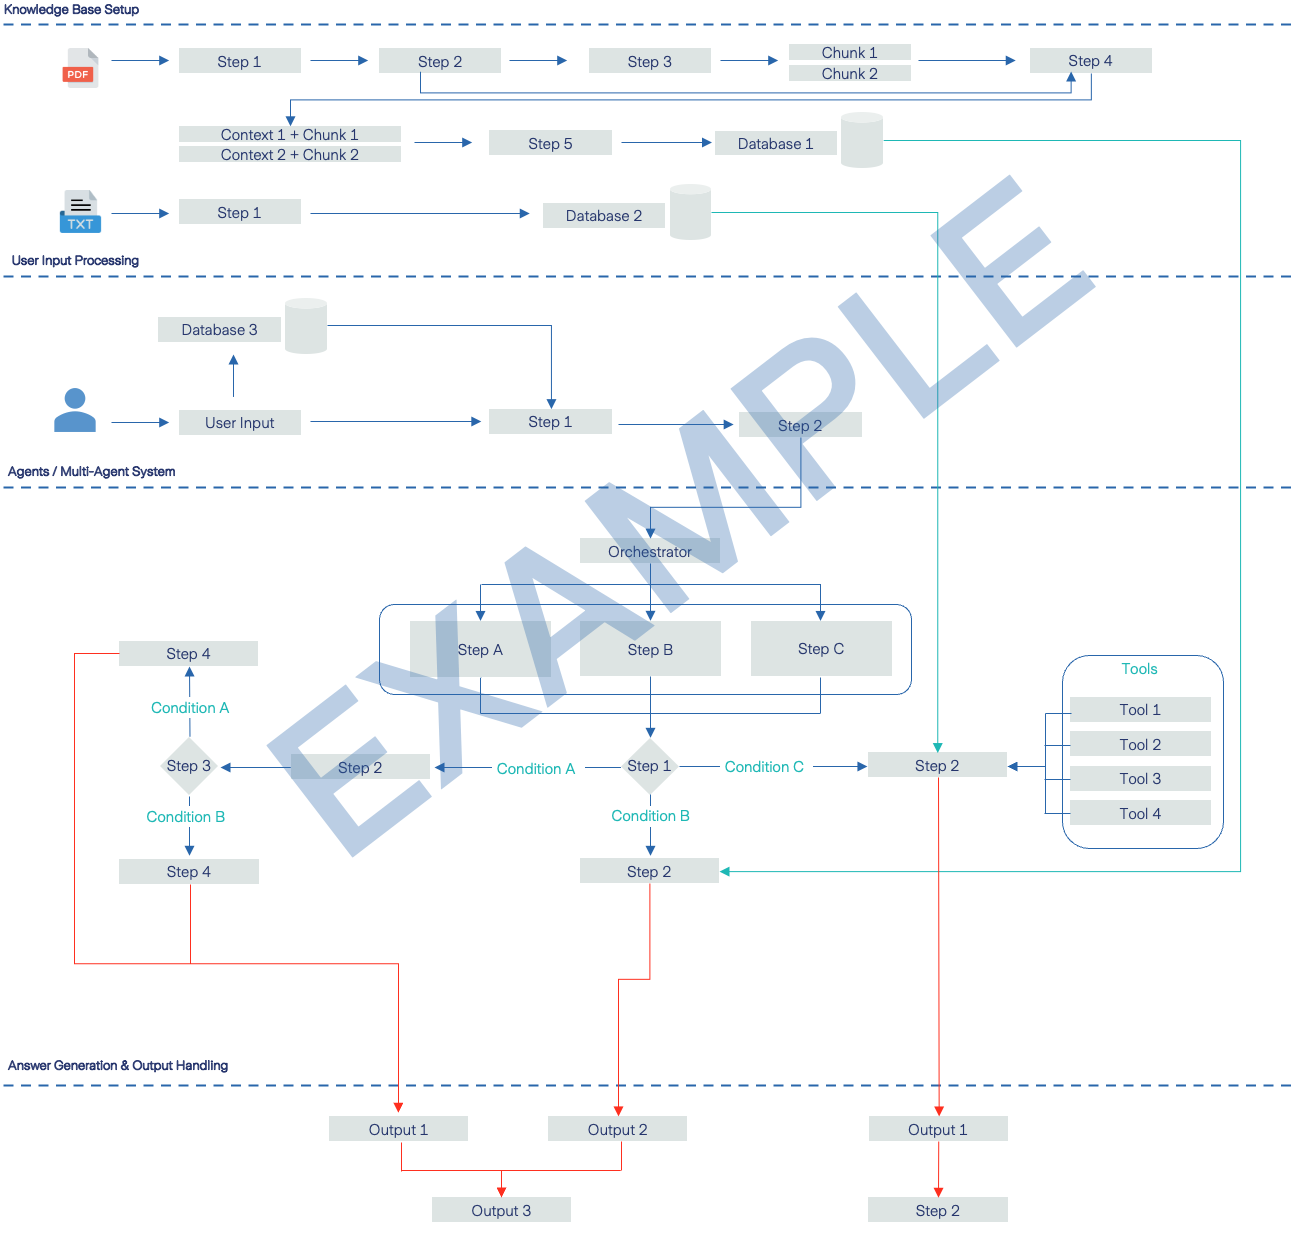 Knowledge Base Setup
PDF
Step 1
Step 2
Step 3
Chunk 1
Chunk 2
Step 4
Context 1 + Chunk 1
Context 2 + Chunk 2
Step 5
Database 1
TXT
Step 1
Database 2
User Input Processing
Database 3
User Input
Step 1
Step 2
Agents / Multi-Agent System
Orchestrator
Step A
Step B
Step C
Step 4
Condition A
Step 3
Step 2
Condition A
Step 1
Condition C
Step 2
Tools
Tool 1
Tool 2
Tool 3
Tool 4
Condition B
Condition B
Step 4
Step 2
EXAMPLE
Answer Generation & Output Handling
Output 1
Output 2
Output 1
Output 3
Step 2